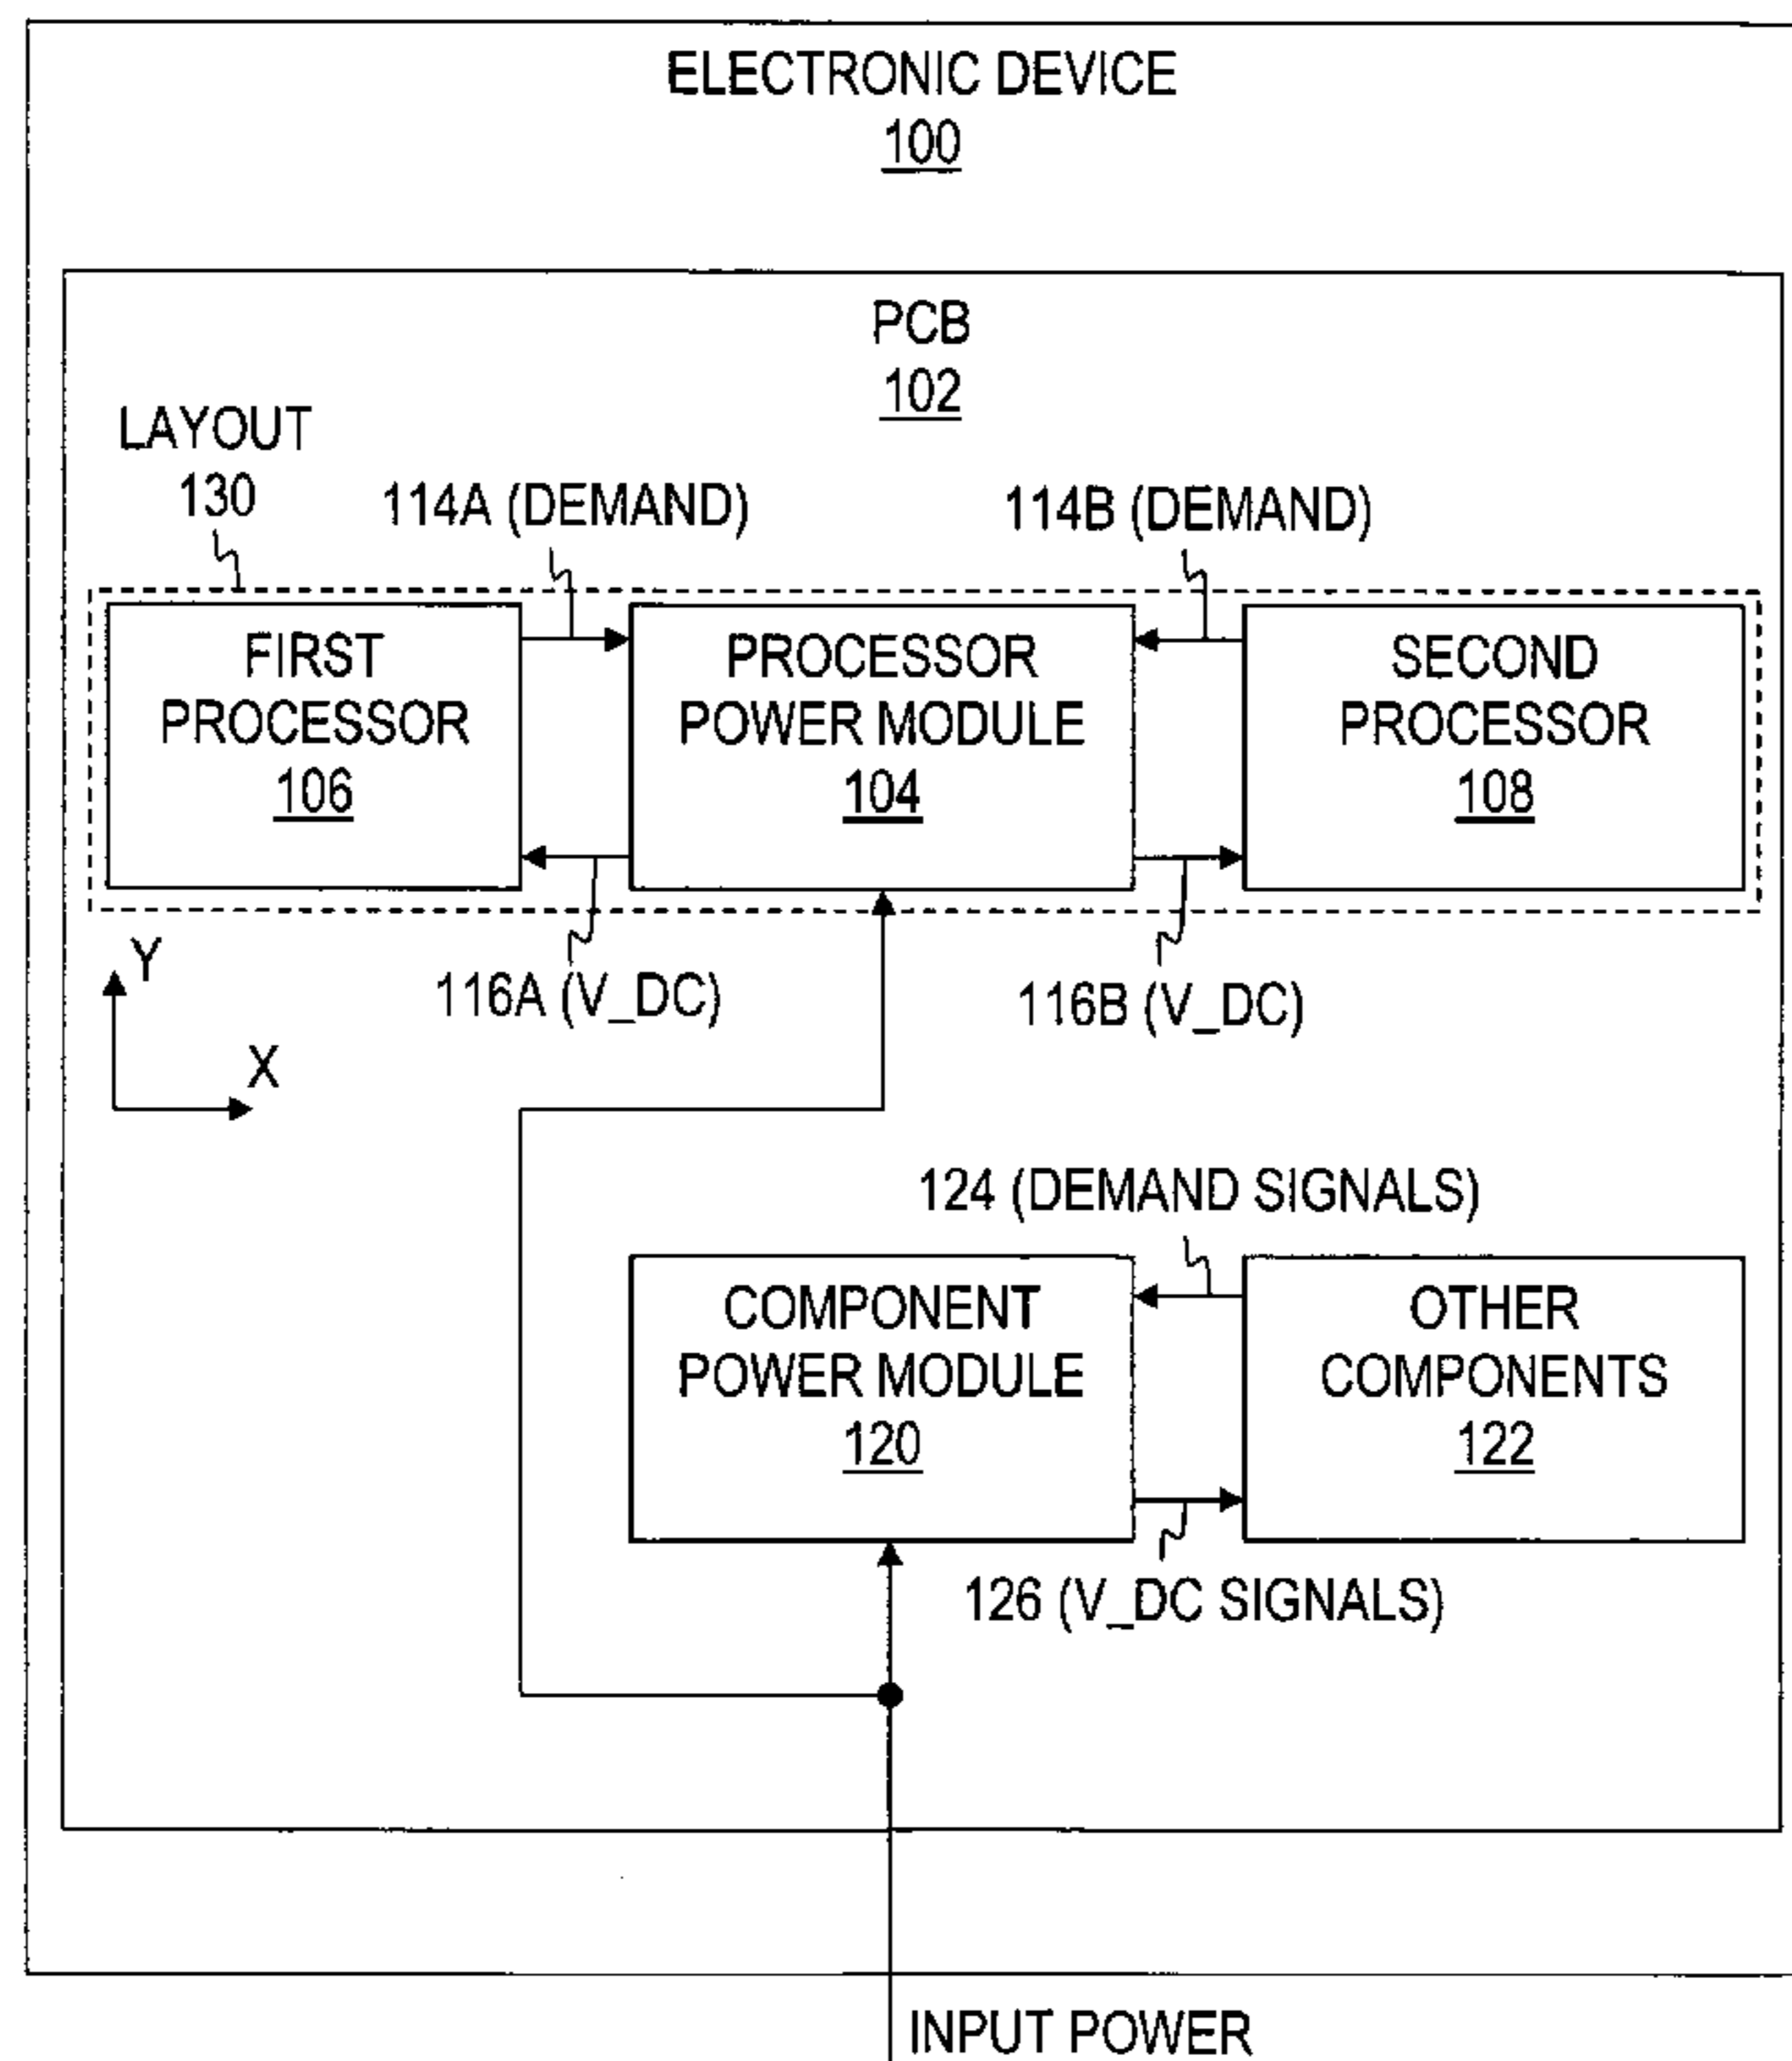 ELECTRONIC DEVICE
100
PCB
102
LAYOUT
130
114A (DEMAND)
114B (DEMAND)
FIRST
PROCESSOR
106
PROCESSOR
POWER MODULE
104
SECOND
PROCESSOR
108
116A (V_DC)
116B (V_DC)
Y
X
124 (DEMAND SIGNALS)
COMPONENT
POWER MODULE
120
OTHER
COMPONENTS
122
126 (V_DC SIGNALS)
INPUT POWER